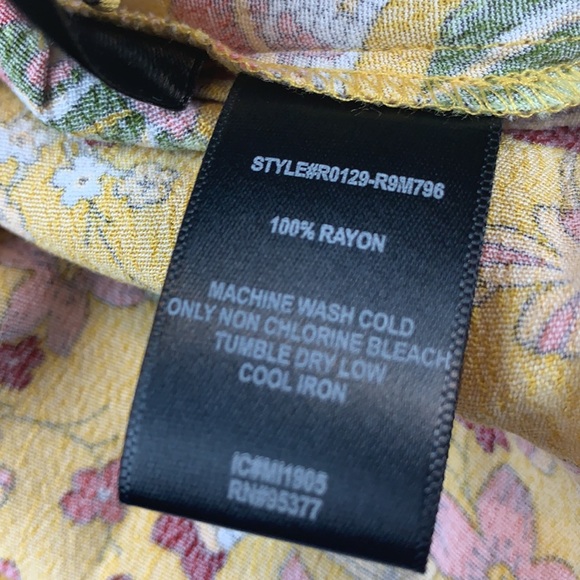 STYLE#R0129-R9M796
100% RAYON
MACHINE WASH COLD
ONLY NON CHLORINE BLEACH
TUMBLE DRY LOW
COOL IRON
IC#MI1905
RN#95377